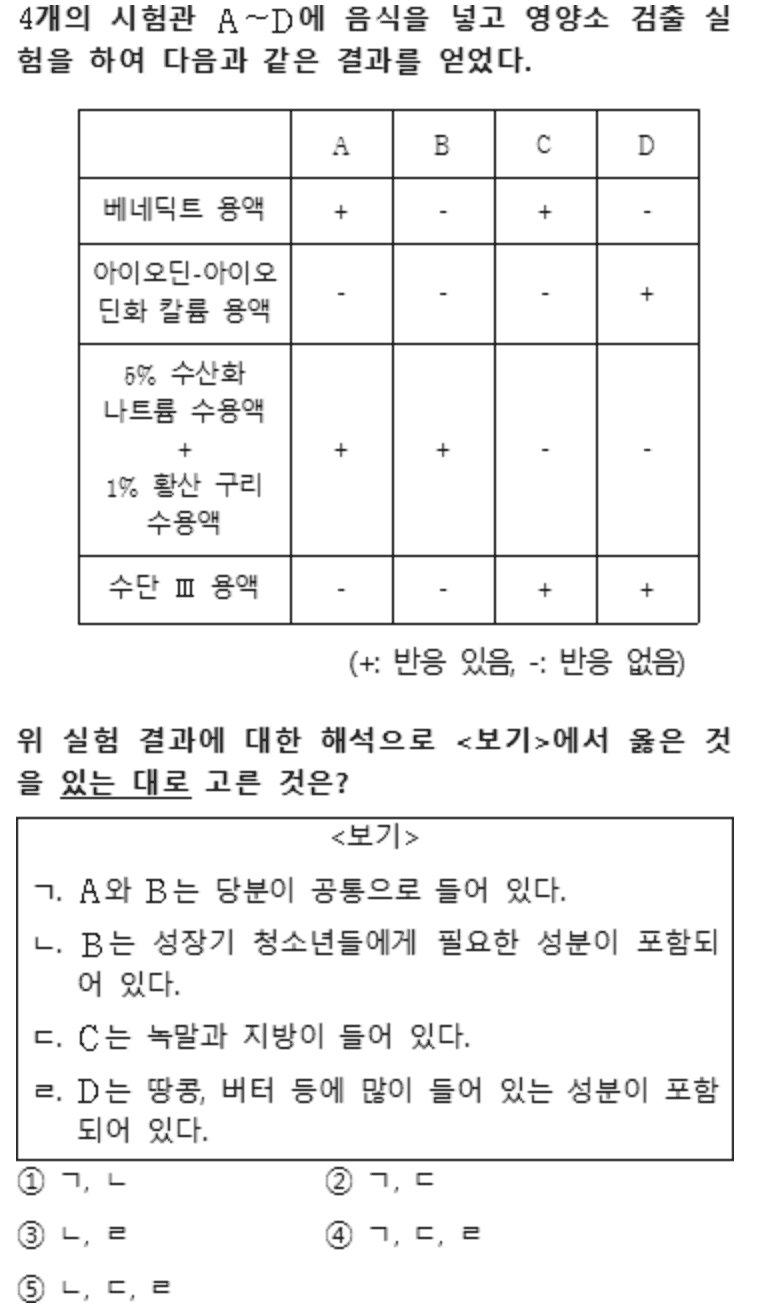 4개의 시험관 A~D에 음식을 넣고 영양소 검출 실
험을 하여 다음과 같은 결과를 얻었다.
A B C D
베네딕트 용액 + - + -
아이오딘-아이오
딘화 칼륨 용액 - - - +
5% 수산화
나트륨 수용액
+
1% 황산 구리
수용액 + + - -
수단 Ⅲ 용액 - - + +
(+: 반응 있음, -: 반응 없음)
위 실험 결과에 대한 해석으로 <보기>에서 옳은 것
을 있는 대로 고른 것은?
<보기>
ㄱ. A와 B는 당분이 공통으로 들어 있다.
ㄴ. B는 성장기 청소년들에게 필요한 성분이 포함되
어 있다.
ㄷ. C는 녹말과 지방이 들어 있다.
ㄹ. D는 땅콩, 버터 등에 많이 들어 있는 성분이 포함
되어 있다.
① ㄱ, ㄴ ② ㄱ, ㄷ
③ ㄴ, ㄹ ④ ㄱ, ㄷ, ㄹ
⑤ ㄴ, ㄷ, ㄹ